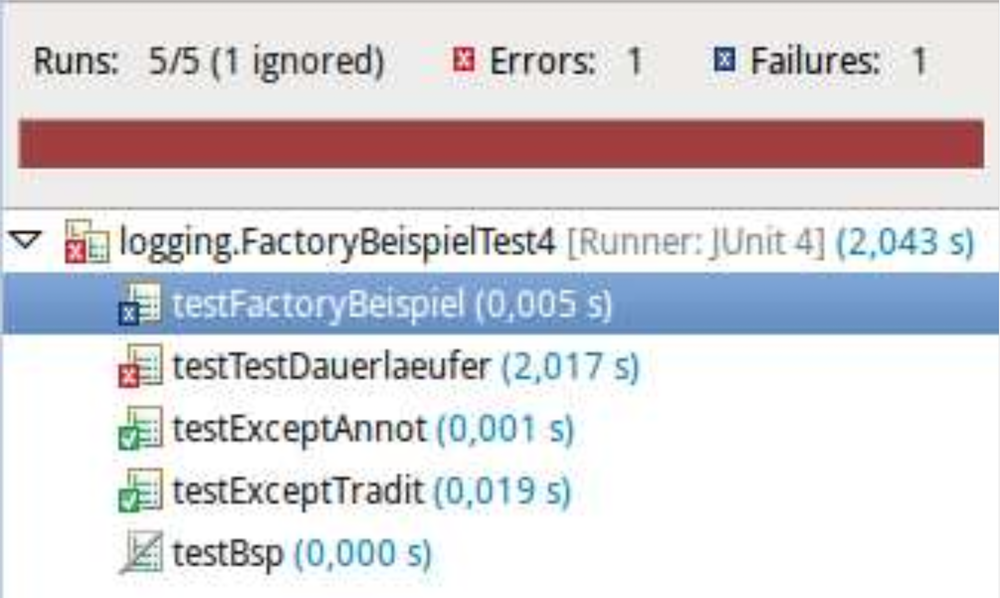 Runs: 5/5 (1 ignored) Errors: 1 Failures: 1
logging.FactoryBeispielTest4 [Runner: JUnit 4] (2,043 s)
testFactoryBeispiel (0,005 s)
testTestDauerlaeufer (2,017 s)
testExceptAnnot (0,001 s)
testExceptTradit (0,019 s)
testBsp (0,000 s)